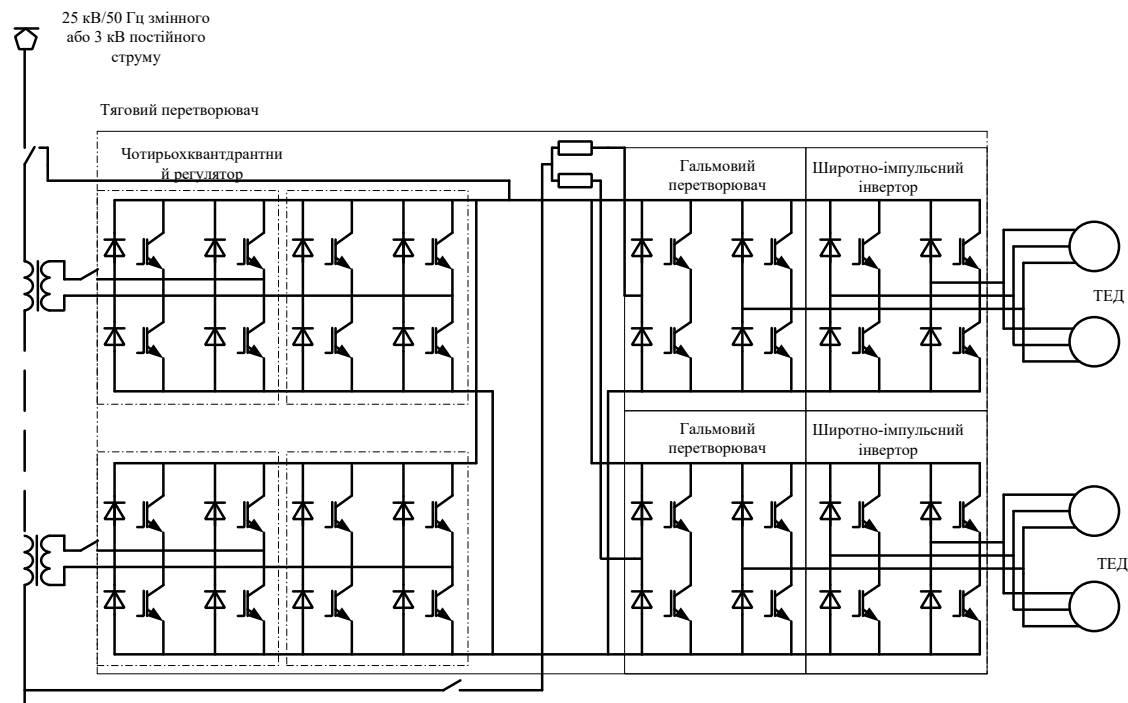 25 кВ/50 Гц змінного
або 3 кВ постійного
струму
Тяговий перетворювач
Чотирьохквантдрантни
й регулятор
Гальмовий
перетворювач
Широтно-імпульсний
інвертор
ТЕД
Гальмовий
перетворювач
Широтно-імпульсний
інвертор
ТЕД